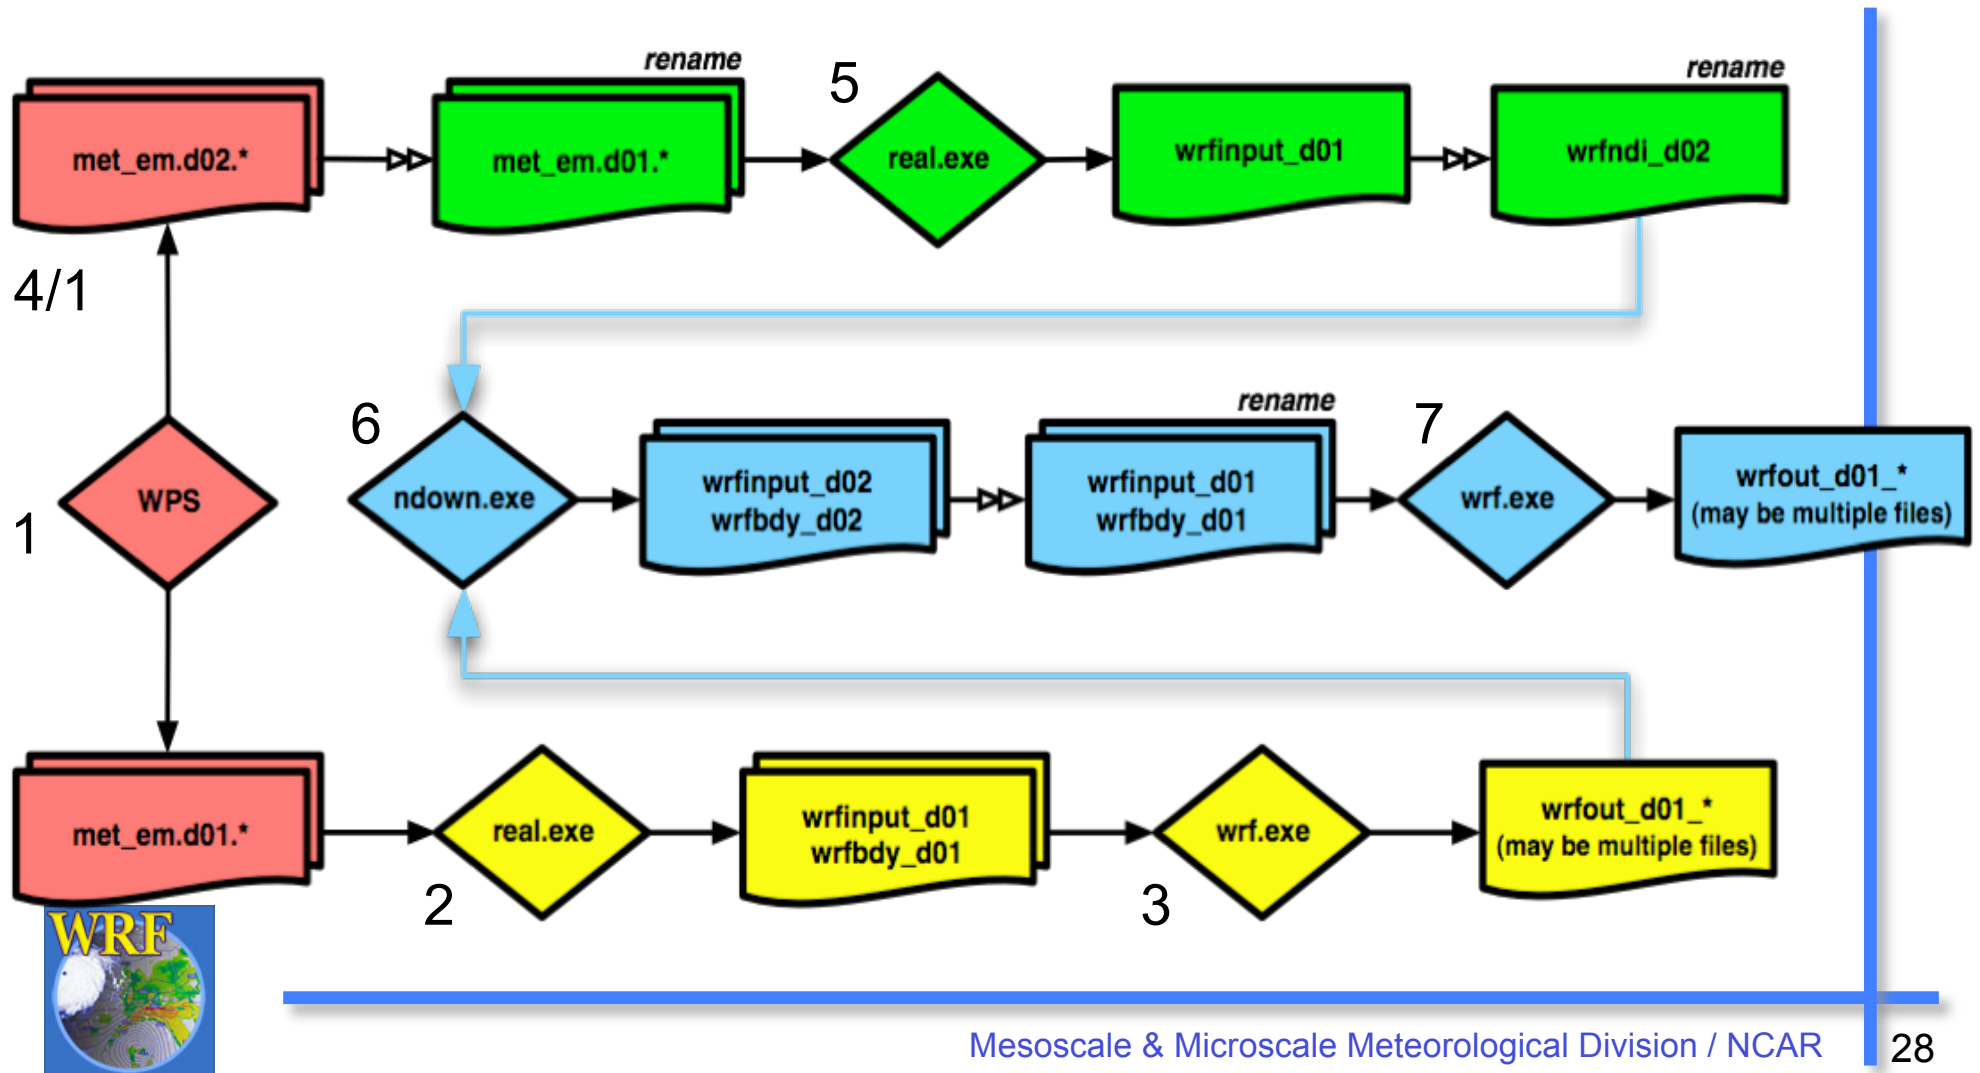 rename
5
rename
met_em.d02.*
met_em.d01.*
real.exe
wrfinput_d01
wrfndi_d02
4/1
6
rename
7
1
WPS
ndown.exe
wrfinput_d02
wrfbdy_d02
wrfinput_d01
wrfbdy_d01
wrf.exe
wrfout_d01_*
(may be multiple files)
met_em.d01.*
real.exe
wrfinput_d01
wrfbdy_d01
wrf.exe
wrfout_d01_*
(may be multiple files)
2
3
WRF
Mesoscale & Microscale Meteorological Division / NCAR
28